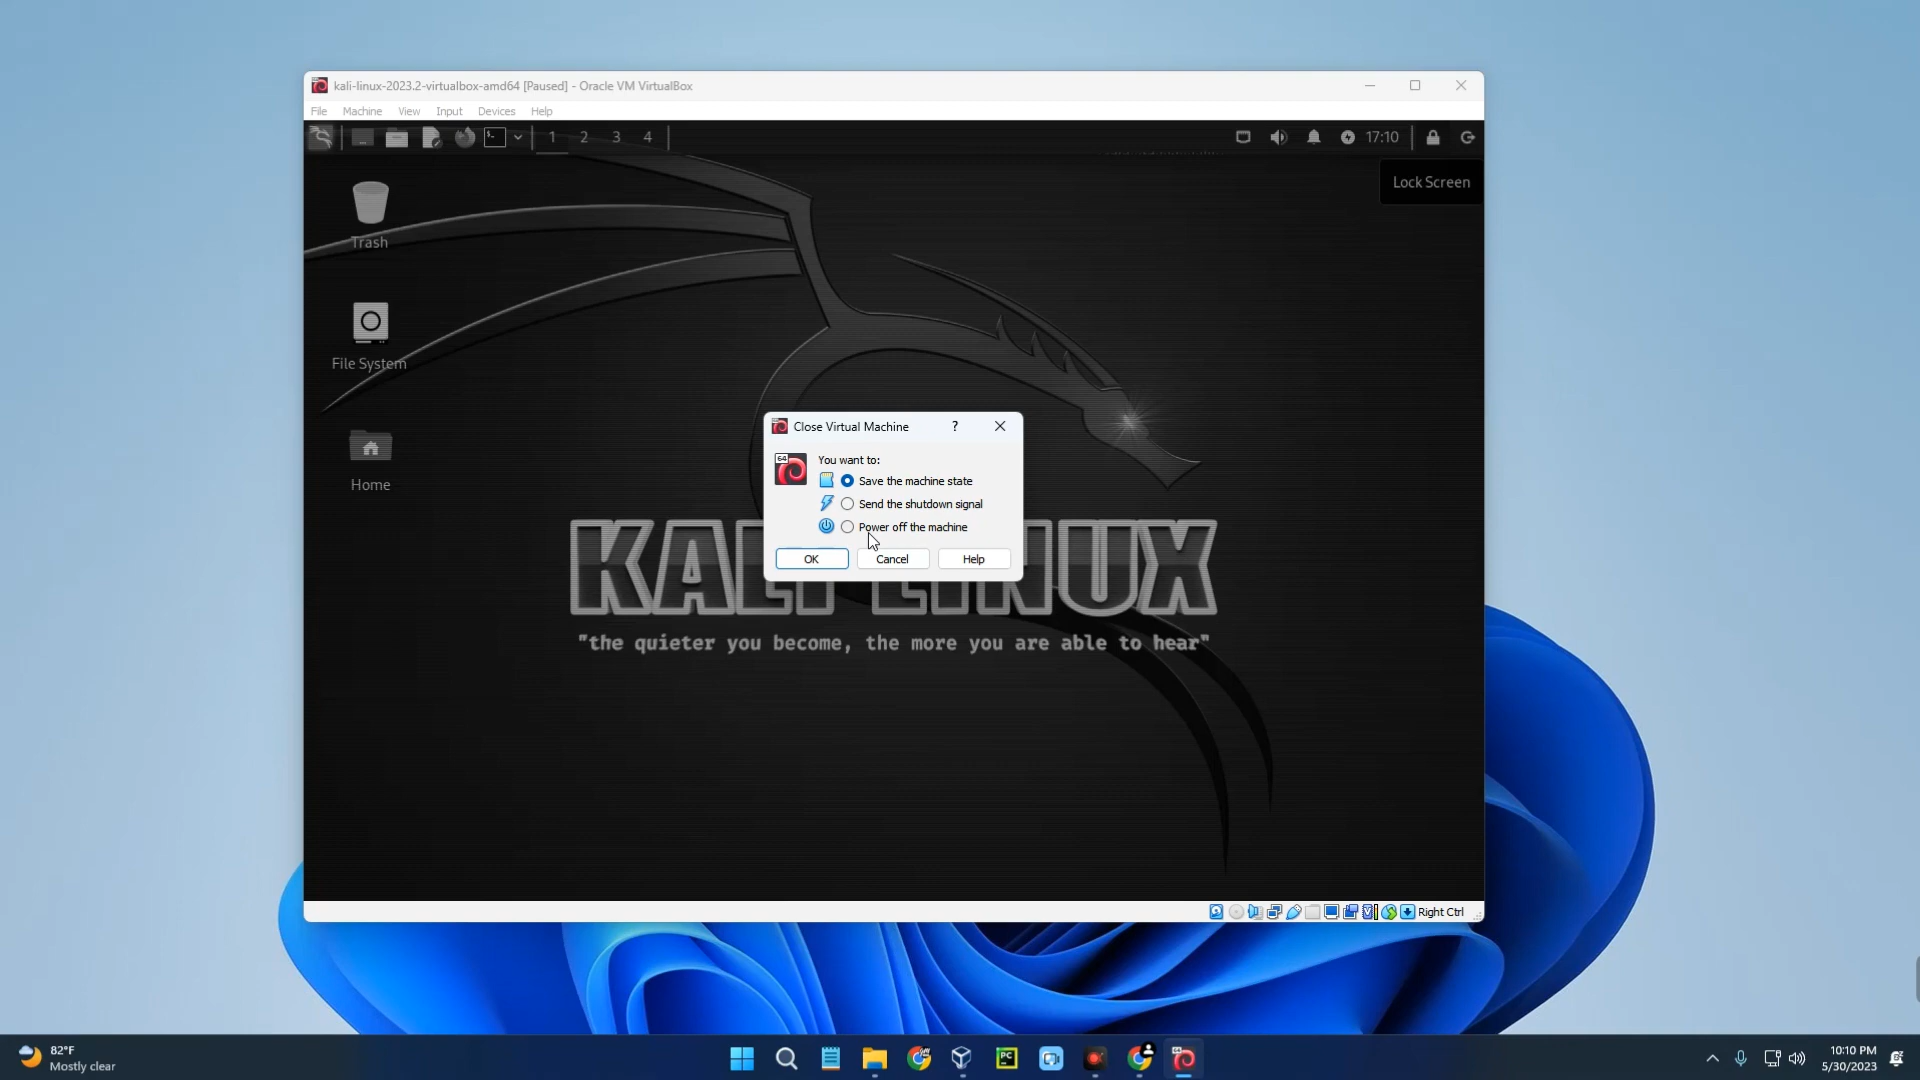 kali-linux-2023.2-virtualbox-amd64 [Paused] - Oracle VM VirtualBox
File Machine View Input Devices Help
1 2 3 4 17:10
Lock Screen
Trash
File System
Home
Close Virtual Machine ?
64
You want to:
Save the machine state
Send the shutdown signal
Power off the machine
OK Cancel Help
KALI LINUX
"the quieter you become, the more you are able to hear"
Right Ctrl
82°F
Mostly clear
PC
10:10 PM
5/30/2023